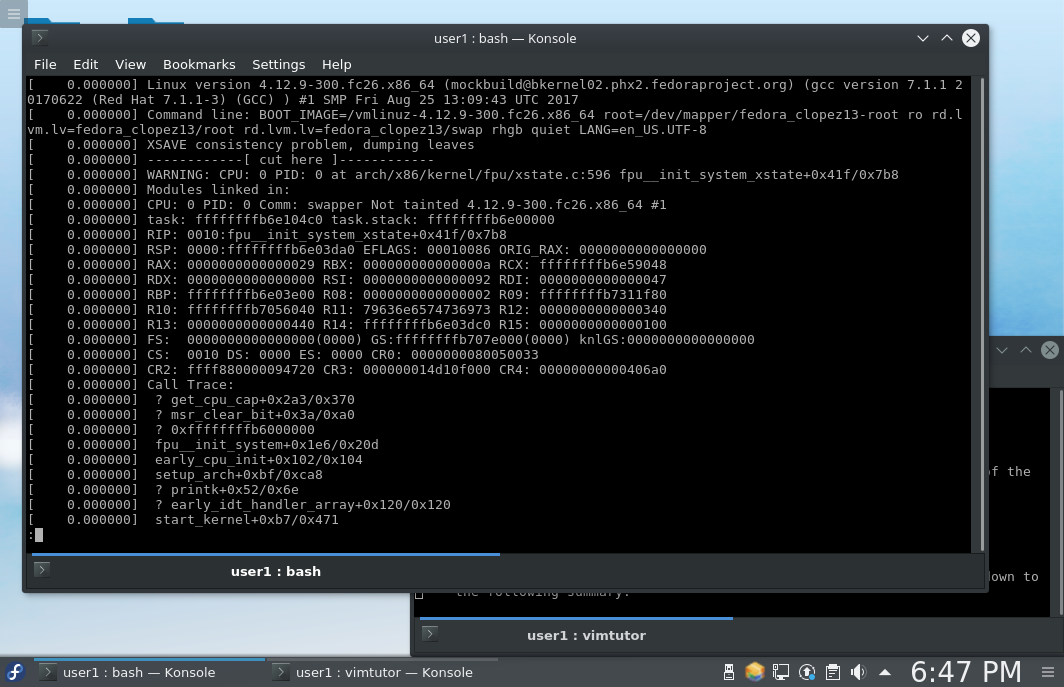 user1 : bash — Konsole
File Edit View Bookmarks Settings Help
[    0.000000] Linux version 4.12.9-300.fc26.x86_64 (mockbuild@bkernel02.phx2.fedoraproject.org) (gcc version 7.1.1 2
0170622 (Red Hat 7.1.1-3) (GCC) ) #1 SMP Fri Aug 25 13:09:43 UTC 2017
[    0.000000] Command line: BOOT_IMAGE=/vmlinuz-4.12.9-300.fc26.x86_64 root=/dev/mapper/fedora_clopez13-root ro rd.l
vm.lv=fedora_clopez13/root rd.lvm.lv=fedora_clopez13/swap rhgb quiet LANG=en_US.UTF-8
[    0.000000] XSAVE consistency problem, dumping leaves
[    0.000000] ------------[ cut here ]------------
[    0.000000] WARNING: CPU: 0 PID: 0 at arch/x86/kernel/fpu/xstate.c:596 fpu__init_system_xstate+0x41f/0x7b8
[    0.000000] Modules linked in:
[    0.000000] CPU: 0 PID: 0 Comm: swapper Not tainted 4.12.9-300.fc26.x86_64 #1
[    0.000000] task: ffffffffb6e104c0 task.stack: ffffffffb6e00000
[    0.000000] RIP: 0010:fpu__init_system_xstate+0x41f/0x7b8
[    0.000000] RSP: 0000:ffffffffb6e03da0 EFLAGS: 00010086 ORIG_RAX: 0000000000000000
[    0.000000] RAX: 0000000000000029 RBX: 000000000000000a RCX: ffffffffb6e59048
[    0.000000] RDX: 0000000000000000 RSI: 0000000000000092 RDI: 0000000000000047
[    0.000000] RBP: ffffffffb6e03e00 R08: 0000000000000002 R09: ffffffffb7311f80
[    0.000000] R10: ffffffffb7056040 R11: 79636e6574736973 R12: 0000000000000340
[    0.000000] R13: 0000000000000440 R14: ffffffffb6e03dc0 R15: 0000000000000100
[    0.000000] FS:  0000000000000000(0000) GS:ffffffffb707e000(0000) knlGS:0000000000000000
[    0.000000] CS:  0010 DS: 0000 ES: 0000 CR0: 0000000080050033
[    0.000000] CR2: ffff880000094720 CR3: 000000014d10f000 CR4: 00000000000406a0
[    0.000000] Call Trace:
[    0.000000]  ? get_cpu_cap+0x2a3/0x370
[    0.000000]  ? msr_clear_bit+0x3a/0xa0
[    0.000000]  ? 0xffffffffb6000000
[    0.000000]  fpu__init_system+0x1e6/0x20d
[    0.000000]  early_cpu_init+0x102/0x104
[    0.000000]  setup_arch+0xbf/0xca8
[    0.000000]  ? printk+0x52/0x6e
[    0.000000]  ? early_idt_handler_array+0x120/0x120
[    0.000000]  start_kernel+0xb7/0x471
:
user1 : bash
of the
down to
the following summary.
user1 : vimtutor
user1 : bash — Konsole
user1 : vimtutor — Konsole
6:47 PM